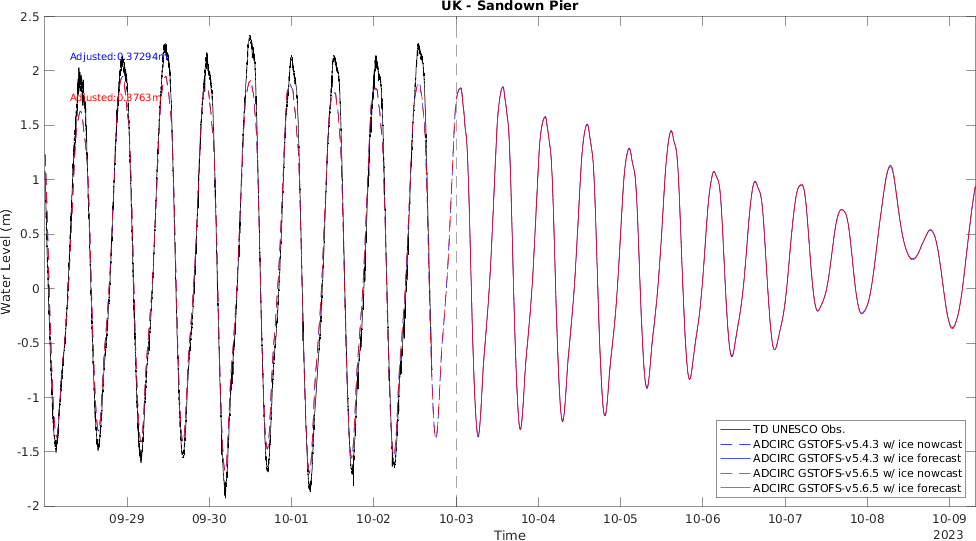 UK - Sandown Pier
2.5
2
1.5
1
0.5
0
-0.5
-1
-1.5
-2
Water Level (m)
Adjusted:0.37294m
Adjusted:0.3763m
TD UNESCO Obs.
ADCIRC GSTOFS-v5.4.3 w/ ice nowcast
ADCIRC GSTOFS-v5.4.3 w/ ice forecast
ADCIRC GSTOFS-v5.6.5 w/ ice nowcast
ADCIRC GSTOFS-v5.6.5 w/ ice forecast
09-29 09-30 10-01 10-02 10-03 10-04 10-05 10-06 10-07 10-08 10-09
2023
Time